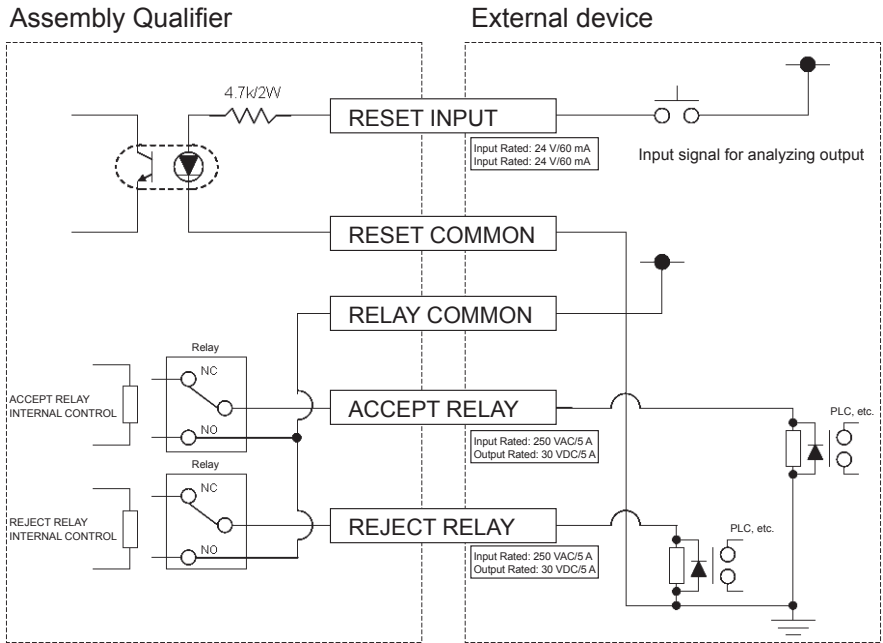 Assembly Qualifier
External device
4.7k/2W
RESET INPUT
Input Rated: 24 V/60 mA
Input Rated: 24 V/60 mA
Input signal for analyzing output
RESET COMMON
RELAY COMMON
Relay
NC
ACCEPT RELAY
INTERNAL CONTROL
NO
ACCEPT RELAY
Input Rated: 250 VAC/5 A
Output Rated: 30 VDC/5 A
PLC, etc.
Relay
NC
REJECT RELAY
INTERNAL CONTROL
NO
REJECT RELAY
Input Rated: 250 VAC/5 A
Output Rated: 30 VDC/5 A
PLC, etc.